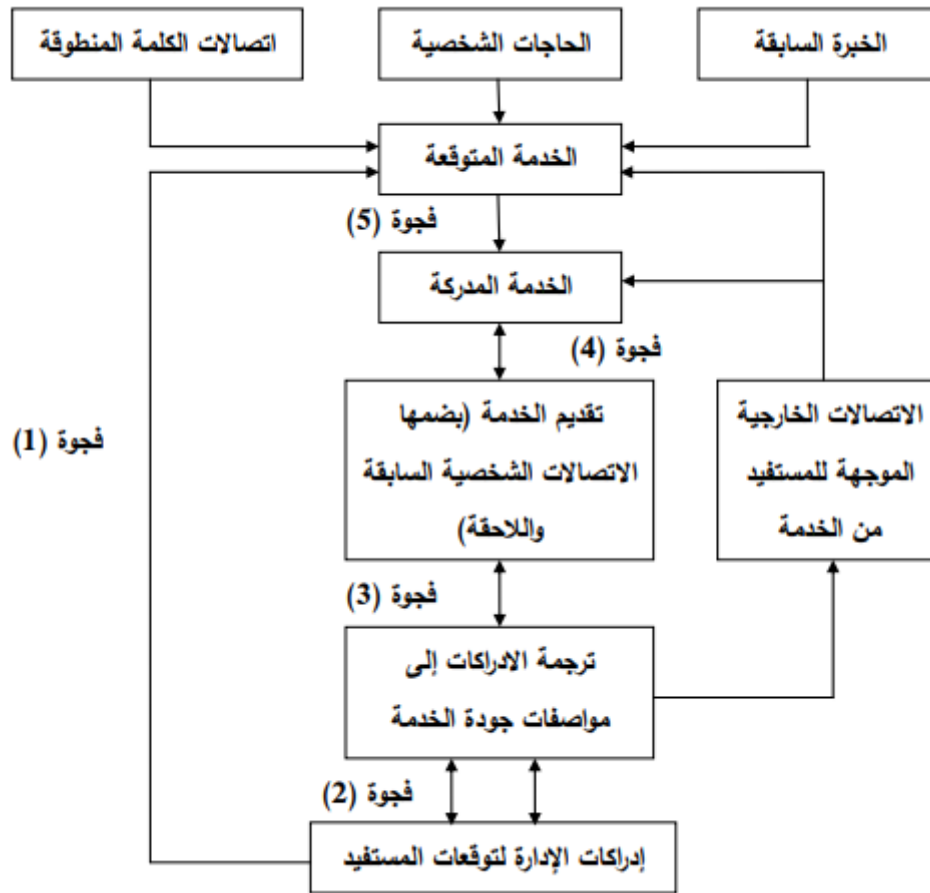 الخبرة السابقة
الحاجات الشخصية
اتصالات الكلمة المنطوقة
الخدمة المتوقعة
فجوة (5)
الخدمة المدركة
فجوة (4)
تقديم الخدمة (بضمها
الاتصالات الشخصية السابقة
واللاحقة)
الاتصالات الخارجية
الموجهة للمستفيد
من الخدمة
فجوة (1)
فجوة (3)
ترجمة الادراكات إلى
مواصفات جودة الخدمة
فجوة (2)
إدراكات الإدارة لتوقعات المستفيد